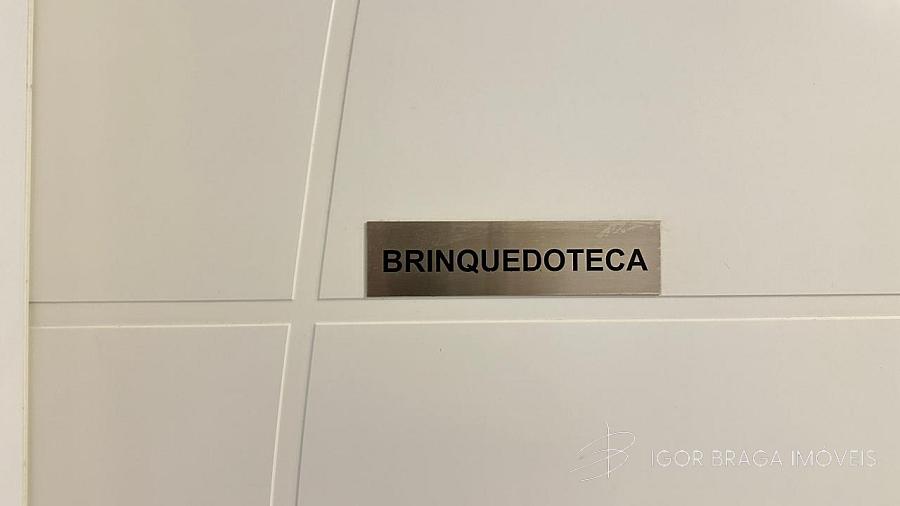 BRINQUEDOTECA
IGOR BRAGA IMÓVEIS